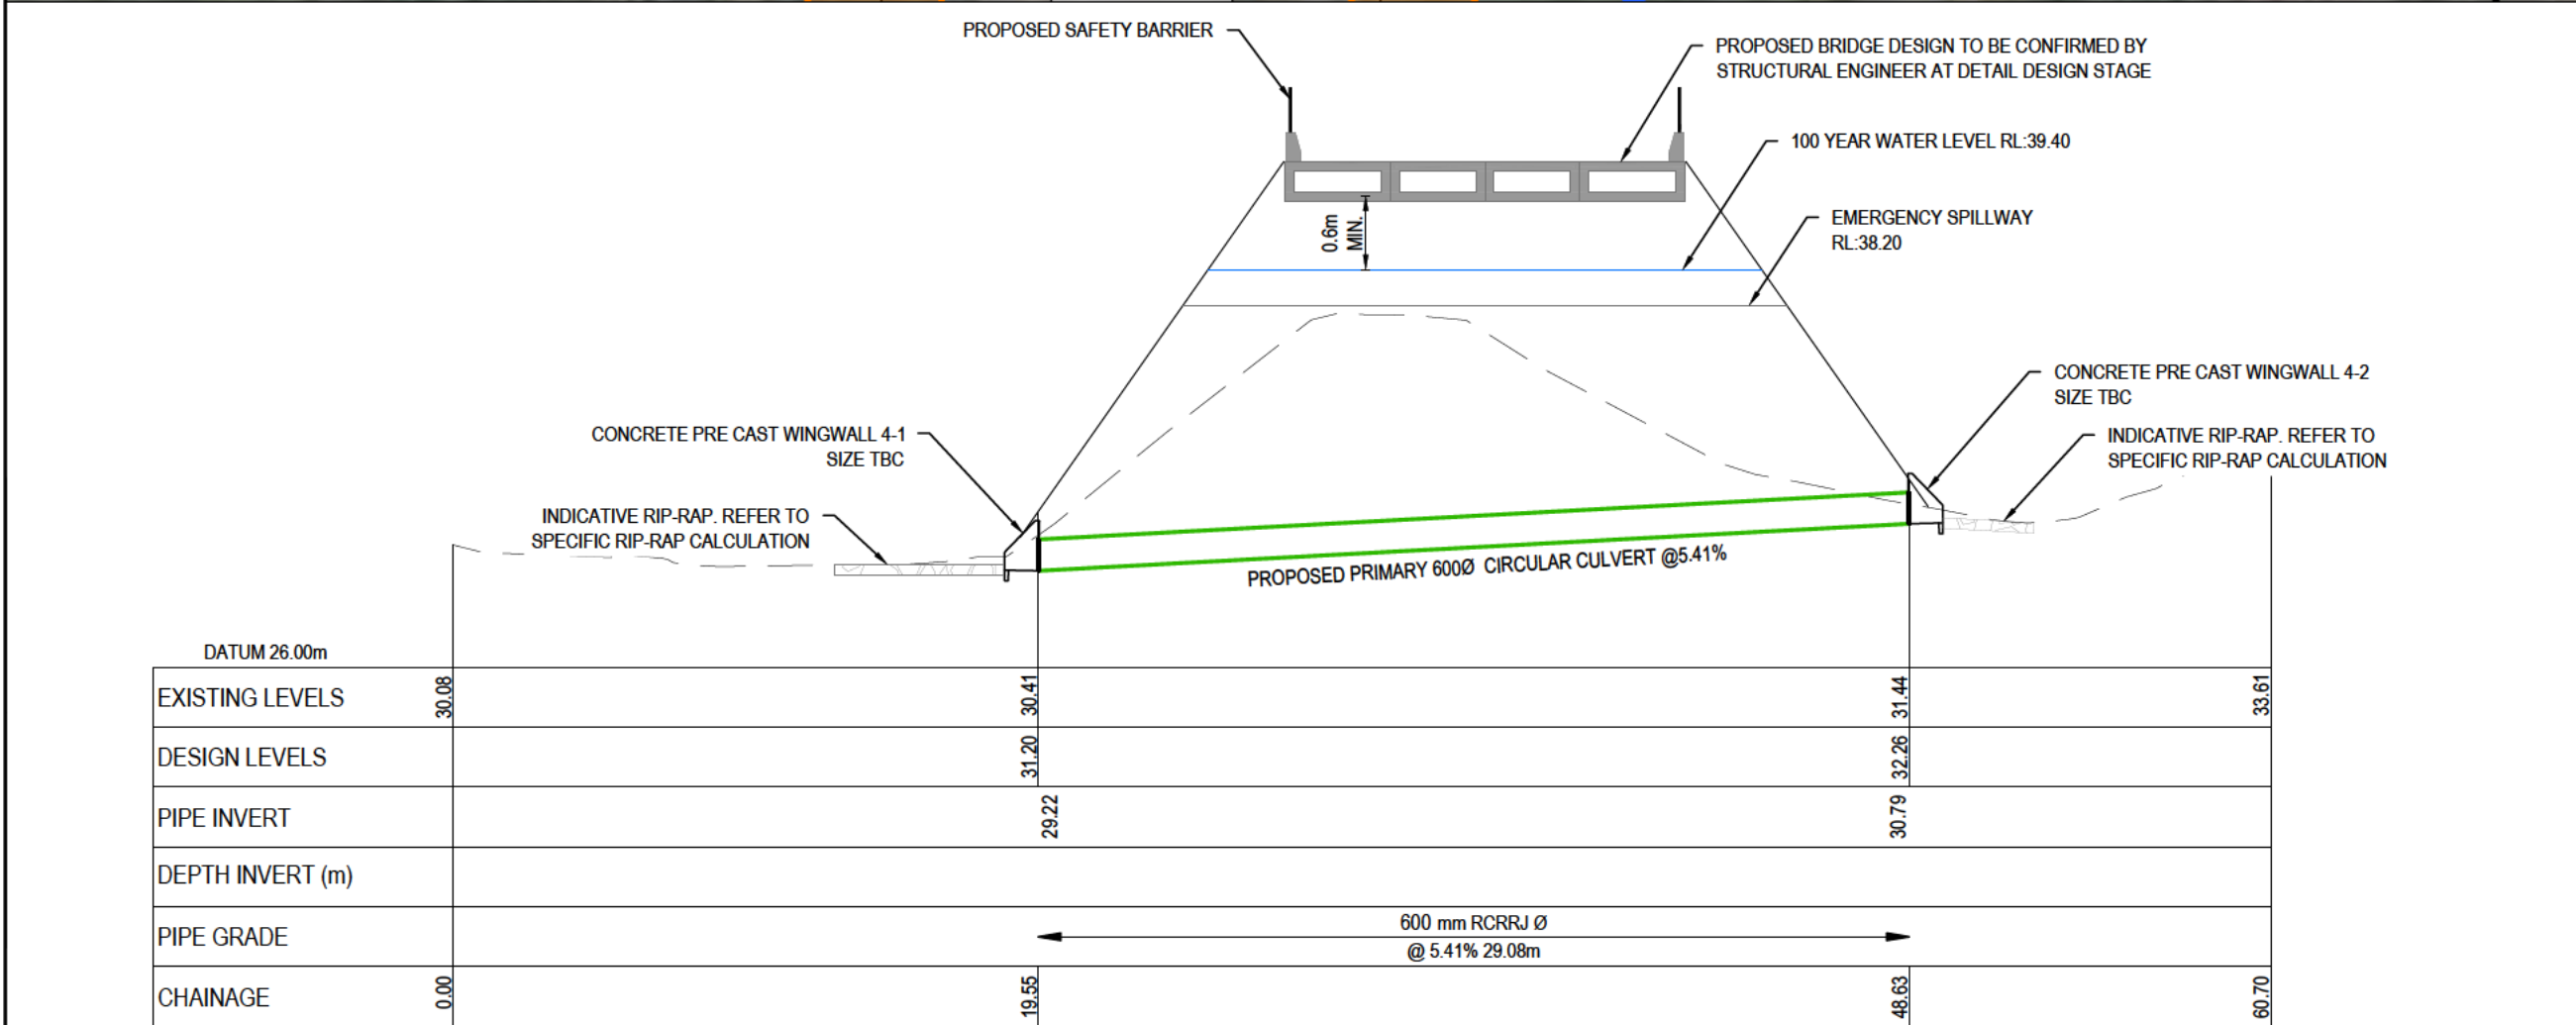 PROPOSED SAFETY BARRIER
PROPOSED BRIDGE DESIGN TO BE CONFIRMED BY
STRUCTURAL ENGINEER AT DETAIL DESIGN STAGE
100 YEAR WATER LEVEL RL:39.40
0.6m
MIN.
EMERGENCY SPILLWAY
RL:38.20
CONCRETE PRE CAST WINGWALL 4-2
SIZE TBC
CONCRETE PRE CAST WINGWALL 4-1
SIZE TBC
INDICATIVE RIP-RAP. REFER TO
SPECIFIC RIP-RAP CALCULATION
INDICATIVE RIP-RAP. REFER TO
SPECIFIC RIP-RAP CALCULATION
PROPOSED PRIMARY 600Ø CIRCULAR CULVERT @5.41%
DATUM 26.00m
EXISTING LEVELS 30.08 30.41 31.44 33.61
DESIGN LEVELS 31.20 32.26
PIPE INVERT 29.22 30.79
DEPTH INVERT (m)
PIPE GRADE
600 mm RCRRJ Ø
@ 5.41% 29.08m
CHAINAGE 0.00 19.55 48.63 60.70